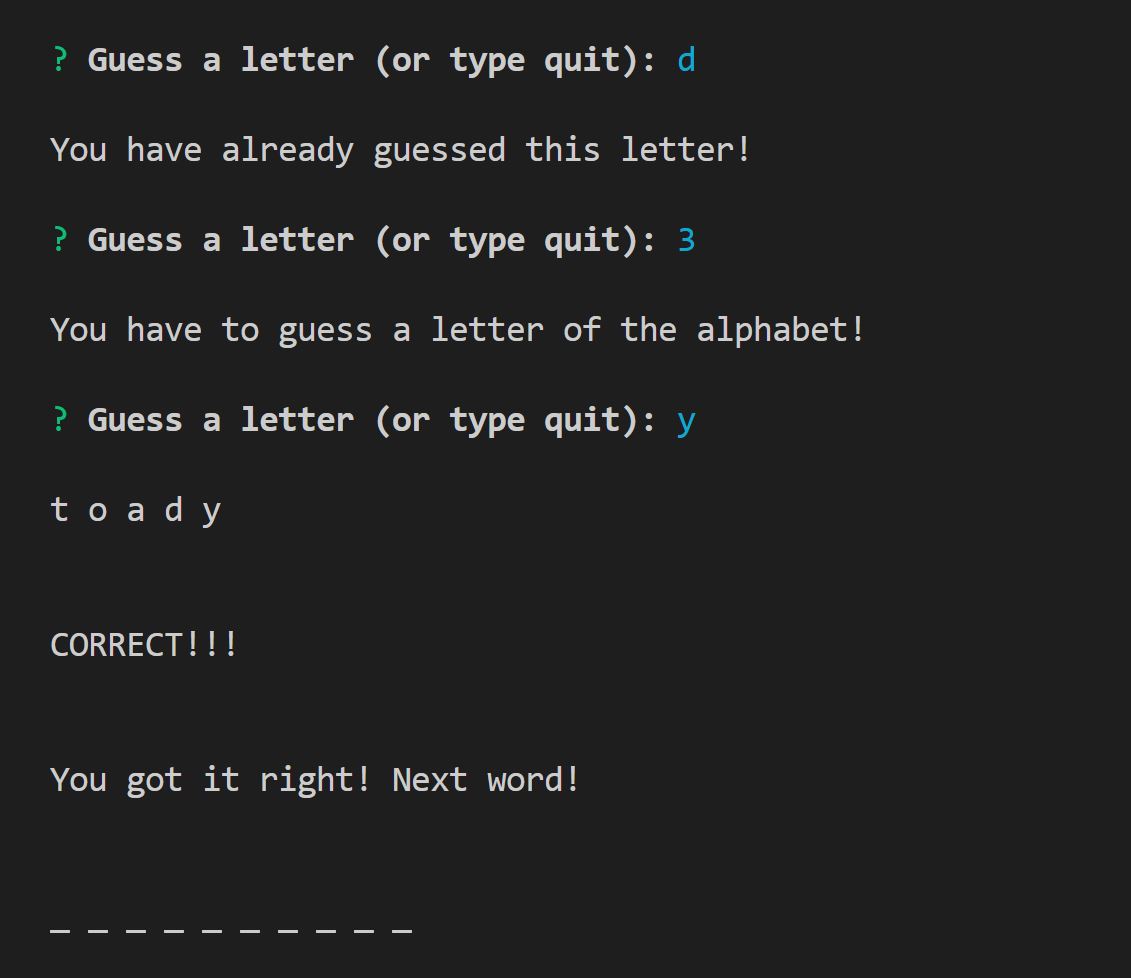 ? Guess a letter (or type quit): d
You have already guessed this letter!
? Guess a letter (or type quit): 3
You have to guess a letter of the alphabet!
? Guess a letter (or type quit): y
t o a d y
CORRECT!!!
You got it right! Next word!
_ _ _ _ _ _ _ _ _ _